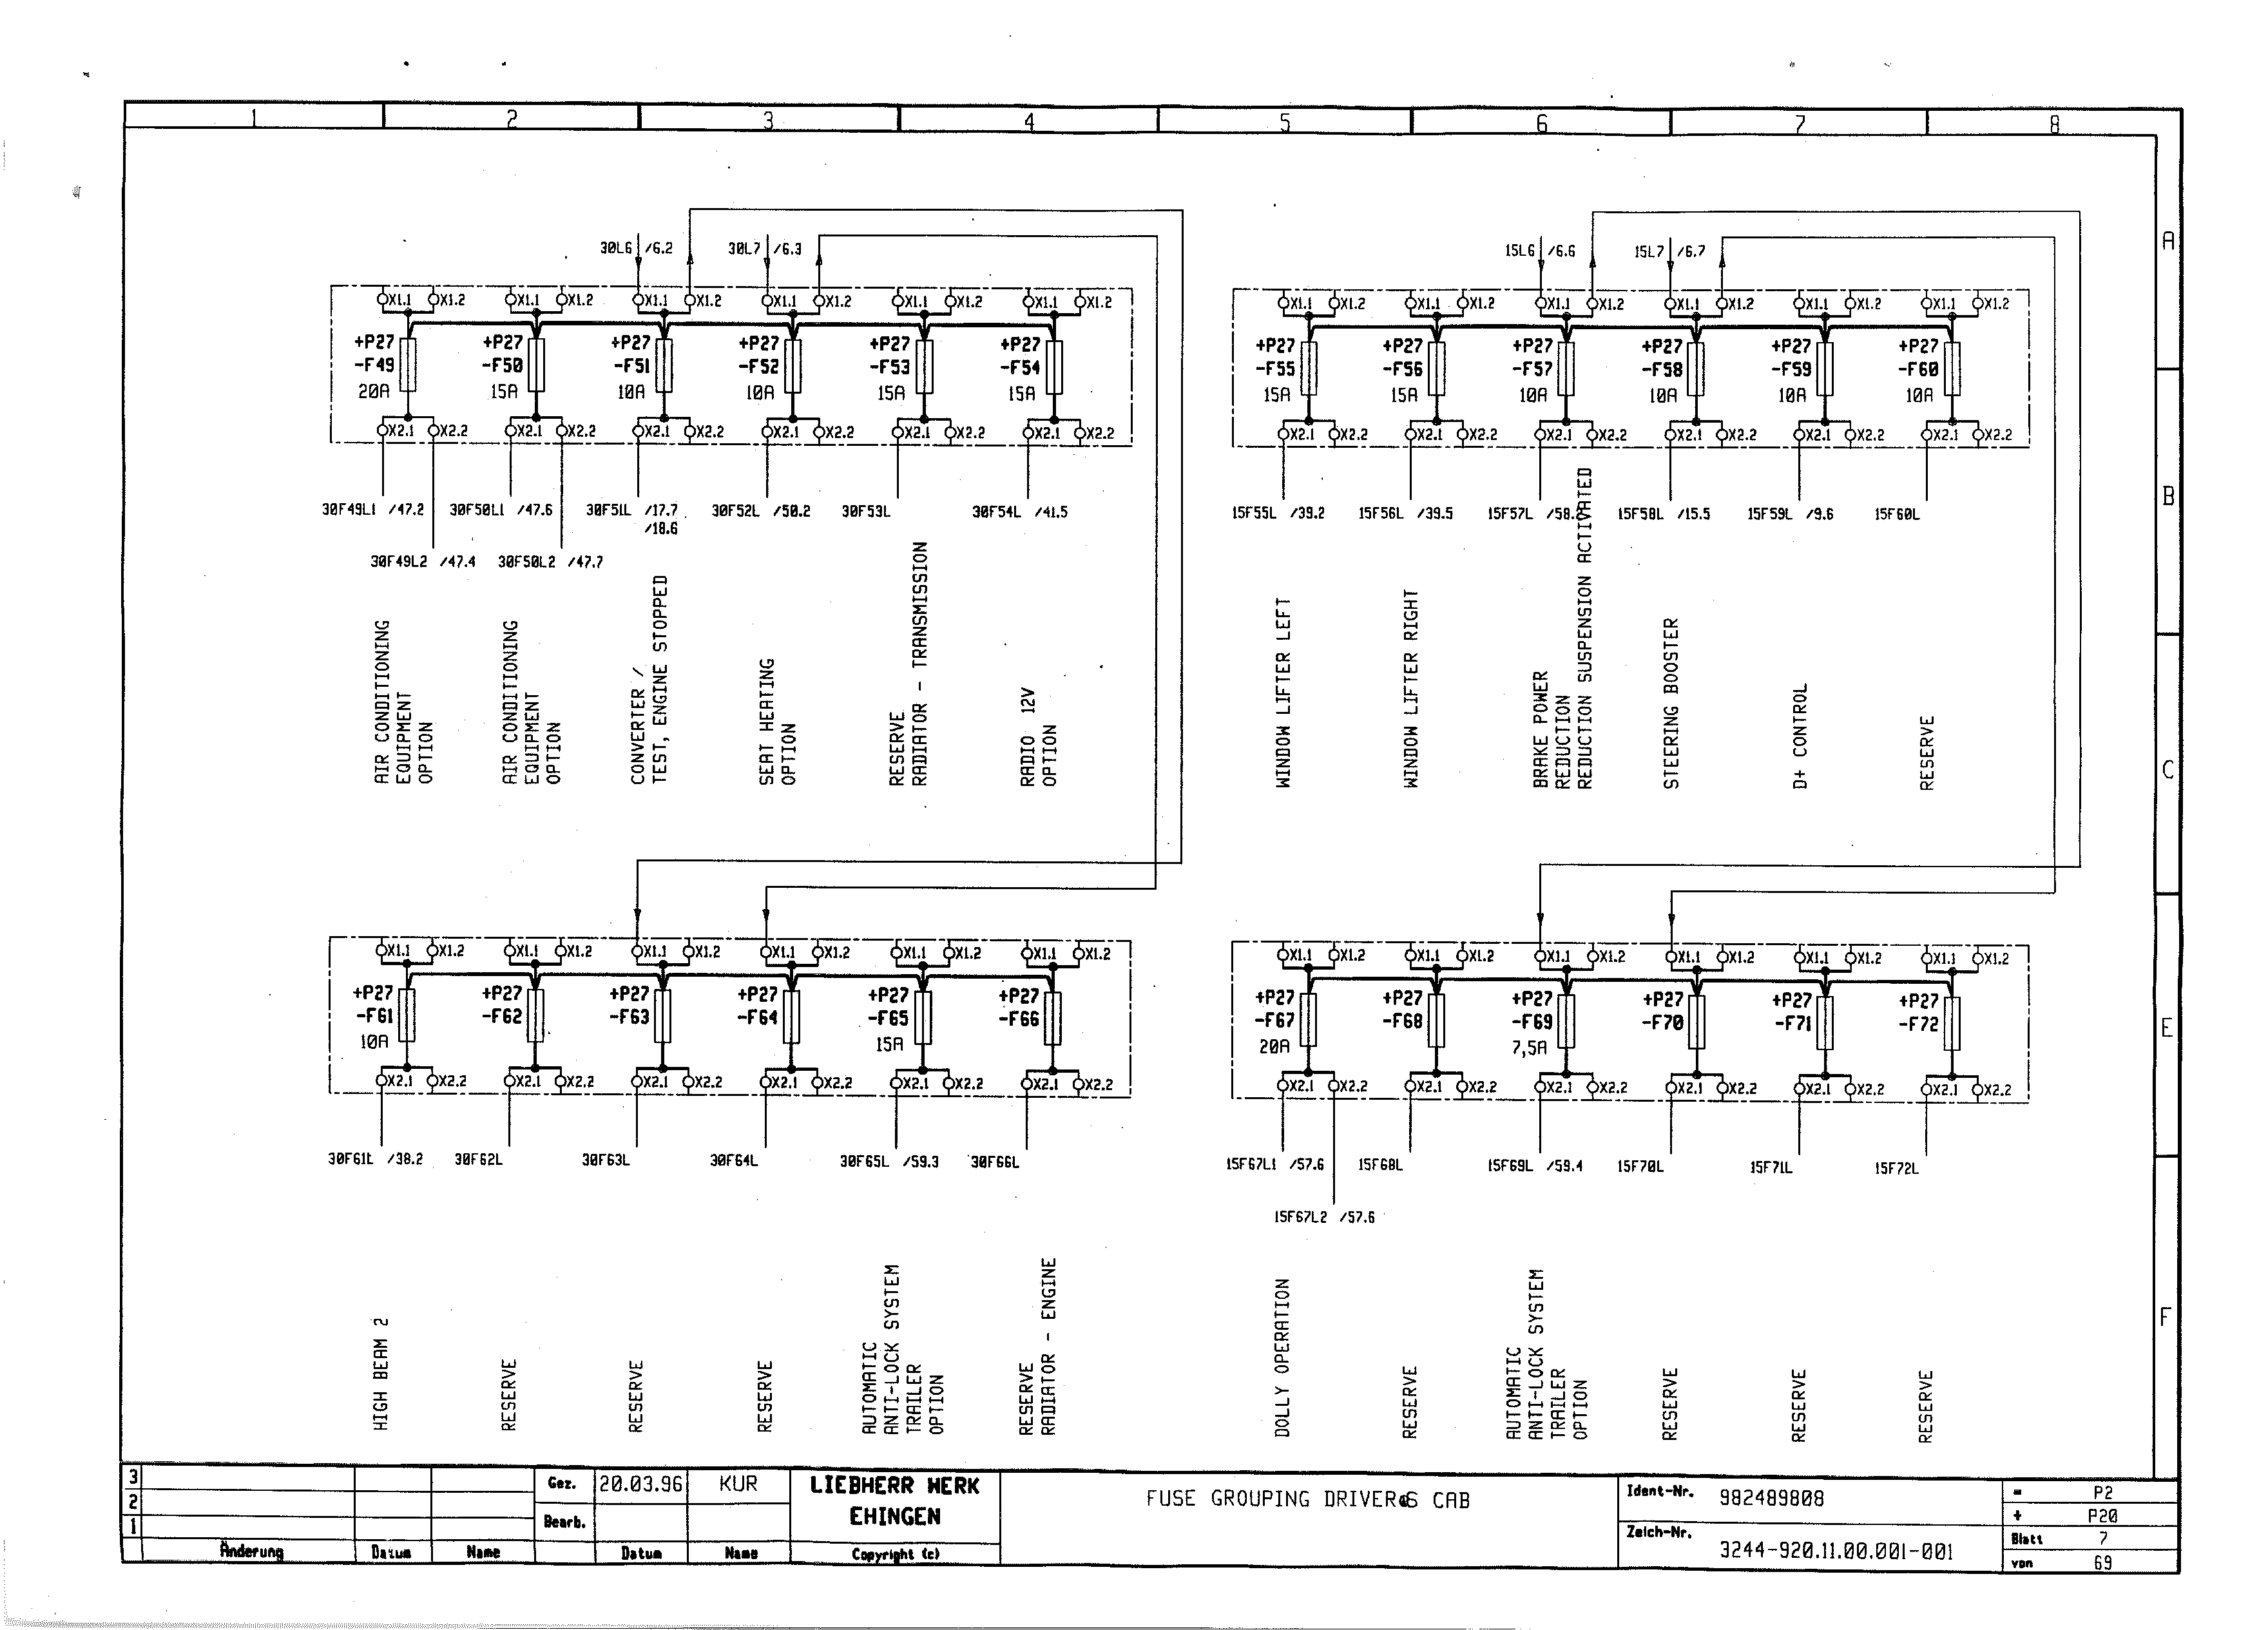 1 2 3 4 5 6 7 8
A
B
C
E
F
30L6 /6.2 30L7 /6.3
X1.1 X1.2 X1.1 X1.2 X1.1 X1.2 X1.1 X1.2 X1.1 X1.2 X1.1 X1.2
+P27 +P27 +P27 +P27 +P27 +P27
-F49 -F50 -F51 -F52 -F53 -F54
20A 15A 10A 10A 15A 15A
X2.1 X2.2 X2.1 X2.2 X2.1 X2.2 X2.1 X2.2 X2.1 X2.2 X2.1 X2.2
30F49L1 /47.2 30F50L1 /47.6 30F51L /17.7 30F52L /50.2 30F53L 30F54L /41.5
/18.6
30F49L2 /47.4 30F50L2 /47.7
AIR CONDITIONING
EQUIPMENT
OPTION
AIR CONDITIONING
EQUIPMENT
OPTION
CONVERTER /
TEST, ENGINE STOPPED
SEAT HEATING
OPTION
RESERVE
RADIATOR - TRANSMISSION
RADIO 12V
OPTION
15L6 /6.6 15L7 /6.7
X1.1 X1.2 X1.1 X1.2 X1.1 X1.2 X1.1 X1.2 X1.1 X1.2 X1.1 X1.2
+P27 +P27 +P27 +P27 +P27 +P27
-F55 -F56 -F57 -F58 -F59 -F60
15A 15A 10A 10A 10A 10A
X2.1 X2.2 X2.1 X2.2 X2.1 X2.2 X2.1 X2.2 X2.1 X2.2 X2.1 X2.2
15F55L /39.2 15F56L /39.5 15F57L 15F58L /15.5 15F59L /9.6 15F60L
WINDOW LIFTER LEFT
WINDOW LIFTER RIGHT
BRAKE POWER
REDUCTION
REDUCTION SUSPENSION ACTIVATED
STEERING BOOSTER
D+ CONTROL
RESERVE
X1.1 X1.2 X1.1 X1.2 X1.1 X1.2 X1.1 X1.2 X1.1 X1.2 X1.1 X1.2
+P27 +P27 +P27 +P27 +P27 +P27
-F61 -F62 -F63 -F64 -F65 -F66
10A 15A
X2.1 X2.2 X2.1 X2.2 X2.1 X2.2 X2.1 X2.2 X2.1 X2.2 X2.1 X2.2
30F61L /38.2 30F62L 30F63L 30F64L 30F65L /59.3 30F66L
HIGH BEAM 2
RESERVE
RESERVE
RESERVE
AUTOMATIC
ANTI-LOCK SYSTEM
TRAILER
OPTION
RESERVE
RADIATOR - ENGINE
X1.1 X1.2 X1.1 X1.2 X1.1 X1.2 X1.1 X1.2 X1.1 X1.2 X1.1 X1.2
+P27 +P27 +P27 +P27 +P27 +P27
-F67 -F68 -F69 -F70 -F71 -F72
20A 7,5A
X2.1 X2.2 X2.1 X2.2 X2.1 X2.2 X2.1 X2.2 X2.1 X2.2 X2.1 X2.2
15F67L1 /57.6 15F68L 15F69L /59.4 15F70L 15F71L 15F72L
15F67L2 /57.6
DOLLY OPERATION
RESERVE
AUTOMATIC
ANTI-LOCK SYSTEM
TRAILER
OPTION
RESERVE
RESERVE
RESERVE
3
2
1
Änderung Datum Name
Gez. 20.03.96 KUR
Bearb.
Datum Name
LIEBHERR WERK
EHINGEN
Copyright (c)
FUSE GROUPING CAB
Ident-Nr. 982489808
Zeich-Nr. 3244-920.11.00.001-001
= P2
+ P20
Blatt 7
von 69